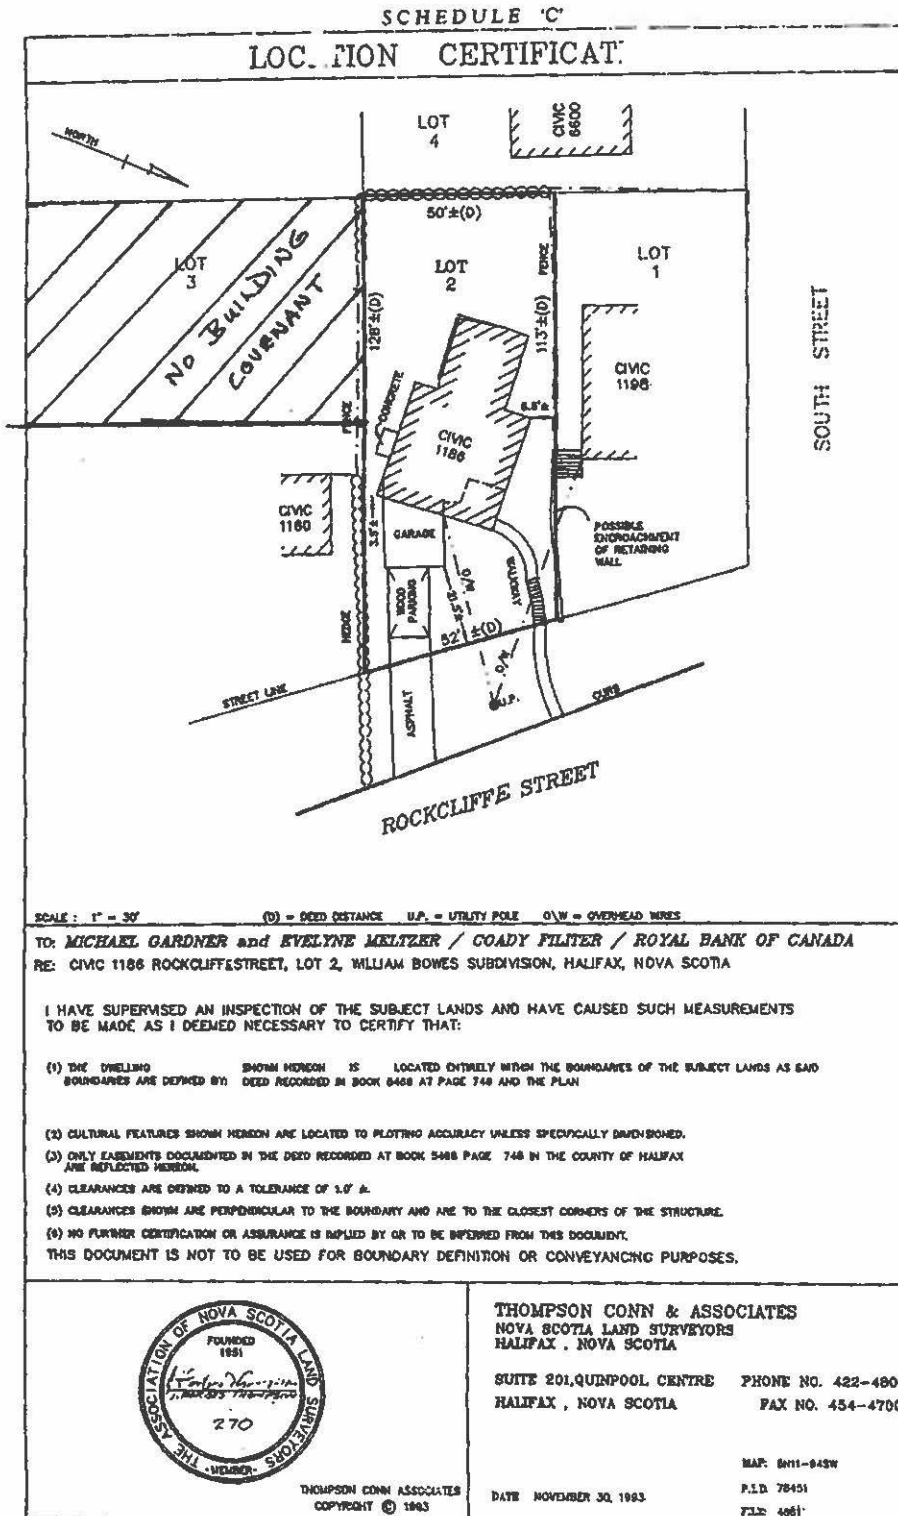 SCHEDULE 'C'
LOC. TION CERTIFICAT.
NORTH
LOT
4
CIVIC
6600
50'±(D)
LOT
3
NO BUILDING
COVENANT
LOT
2
FENCE
LOT
1
128'±(D)
113'±(D)
SOUTH STREET
CIVIC
1198
CONCRETE
FENCE
CIVIC
1186
CIVIC
1160
3.5'±
GARAGE
POSSIBLE
ENCROACHMENT
OF RETAINING
WALL
WALKWAY
O/W
WOOD
PARKING
HEDGE
52' ±(D)
O/W
STREET LINE
ASPHALT
U.P.
CURB
ROCKCLIFFE STREET
SCALE : 1" = 30' (D) = DEED DISTANCE U.P. = UTILITY POLE O\W = OVERHEAD WIRES
TO: MICHAEL GARDNER and EVELYNE MELTZER / COADY FILITER / ROYAL BANK OF CANADA
RE: CIVIC 1186 ROCKCLIFFESTREET, LOT 2, WILLIAM BOWES SUBDIVISION, HALIFAX, NOVA SCOTIA
I HAVE SUPERVISED AN INSPECTION OF THE SUBJECT LANDS AND HAVE CAUSED SUCH MEASUREMENTS
TO BE MADE AS I DEEMED NECESSARY TO CERTIFY THAT:
(1) THE DWELLING SHOWN HEREON IS LOCATED ENTIRELY WITHIN THE BOUNDARIES OF THE SUBJECT LANDS AS SAID
BOUNDARIES ARE DEFINED BY: DEED RECORDED IN BOOK 5468 AT PAGE 748 AND THE PLAN
(2) CULTURAL FEATURES SHOWN HEREON ARE LOCATED TO PLOTTING ACCURACY UNLESS SPECIFICALLY DIMENSIONED.
(3) ONLY EASEMENTS DOCUMENTED IN THE DEED RECORDED AT BOOK 5468 PAGE 748 IN THE COUNTY OF HALIFAX
ARE REFLECTED HEREON.
(4) CLEARANCES ARE DEFINED TO A TOLERANCE OF 1.0' ±.
(5) CLEARANCES SHOWN ARE PERPENDICULAR TO THE BOUNDARY AND ARE TO THE CLOSEST CORNERS OF THE STRUCTURE.
(6) NO FURTHER CERTIFICATION OR ASSURANCE IS IMPLIED BY OR TO BE INFERRED FROM THIS DOCUMENT.
THIS DOCUMENT IS NOT TO BE USED FOR BOUNDARY DEFINITION OR CONVEYANCING PURPOSES.
THE ASSOCIATION OF NOVA SCOTIA LAND SURVEYORS
FOUNDED
1951
270
-MEMBER-
THOMPSON CONN ASSOCIATES
COPYRIGHT © 1993
THOMPSON CONN & ASSOCIATES
NOVA SCOTIA LAND SURVEYORS
HALIFAX , NOVA SCOTIA
SUITE 201,QUINPOOL CENTRE PHONE NO. 422-480
HALIFAX , NOVA SCOTIA FAX NO. 454-4700
DATE NOVEMBER 30, 1993
MAP:
P.I.D. 78451
FILE: